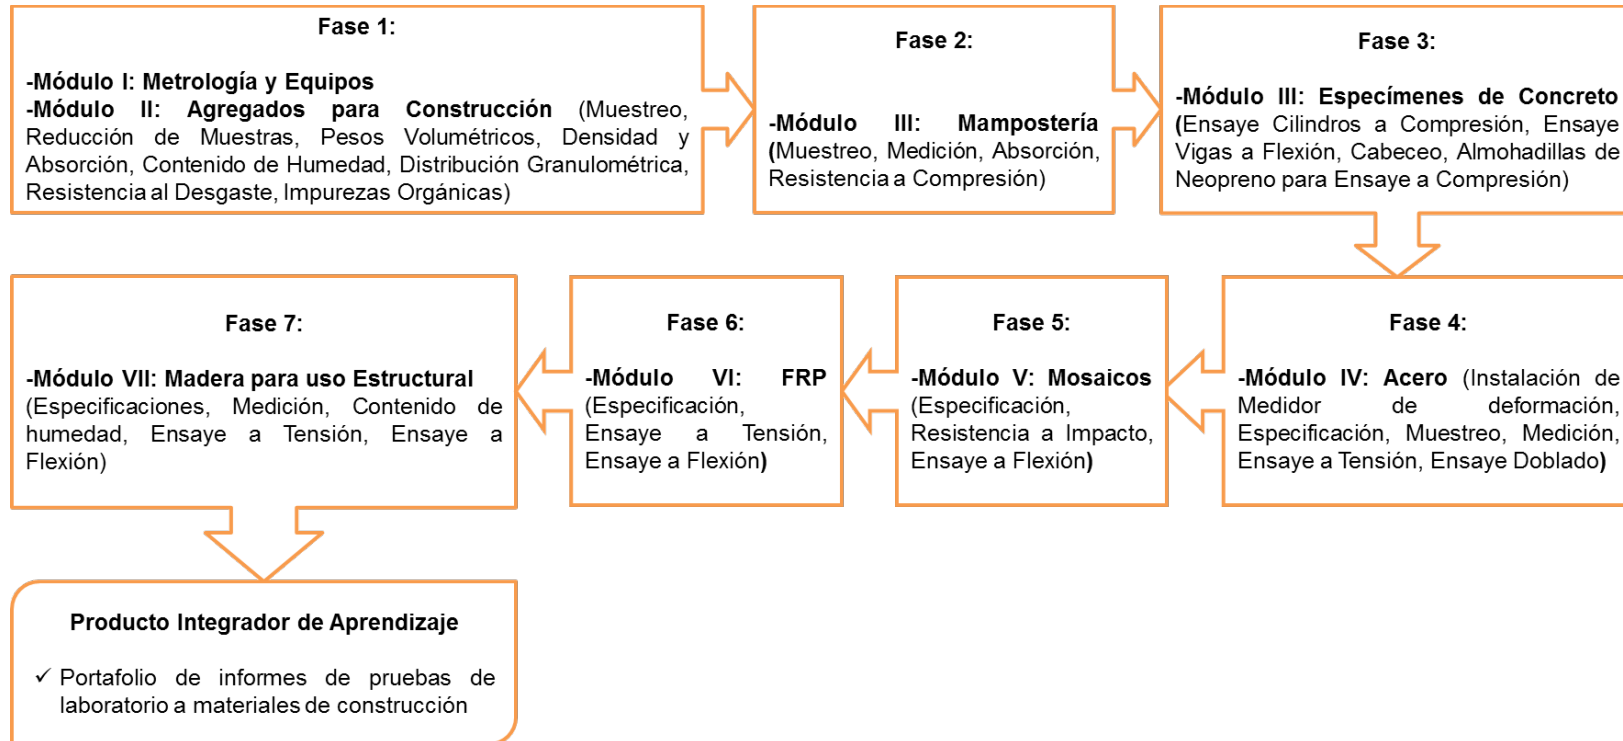 Fase 1:
-Módulo I: Metrología y Equipos
-Módulo II: Agregados para Construcción (Muestreo,
Reducción de Muestras, Pesos Volumétricos, Densidad y
Absorción, Contenido de Humedad, Distribución Granulométrica,
Resistencia al Desgaste, Impurezas Orgánicas)
Fase 2:
-Módulo III: Mampostería
(Muestreo, Medición, Absorción,
Resistencia a Compresión)
Fase 3:
-Módulo III: Especímenes de Concreto
(Ensaye Cilindros a Compresión, Ensaye
Vigas a Flexión, Cabeceo, Almohadillas de
Neopreno para Ensaye a Compresión)
Fase 4:
-Módulo IV: Acero (Instalación de
Medidor de deformación,
Especificación, Muestreo, Medición,
Ensaye a Tensión, Ensaye Doblado)
Fase 5:
-Módulo V: Mosaicos
(Especificación,
Resistencia a Impacto,
Ensaye a Flexión)
Fase 6:
-Módulo VI: FRP
(Especificación,
Ensaye a Tensión,
Ensaye a Flexión)
Fase 7:
-Módulo VII: Madera para uso Estructural
(Especificaciones, Medición, Contenido de
humedad, Ensaye a Tensión, Ensaye a
Flexión)
Producto Integrador de Aprendizaje
✓ Portafolio de informes de pruebas de
laboratorio a materiales de construcción